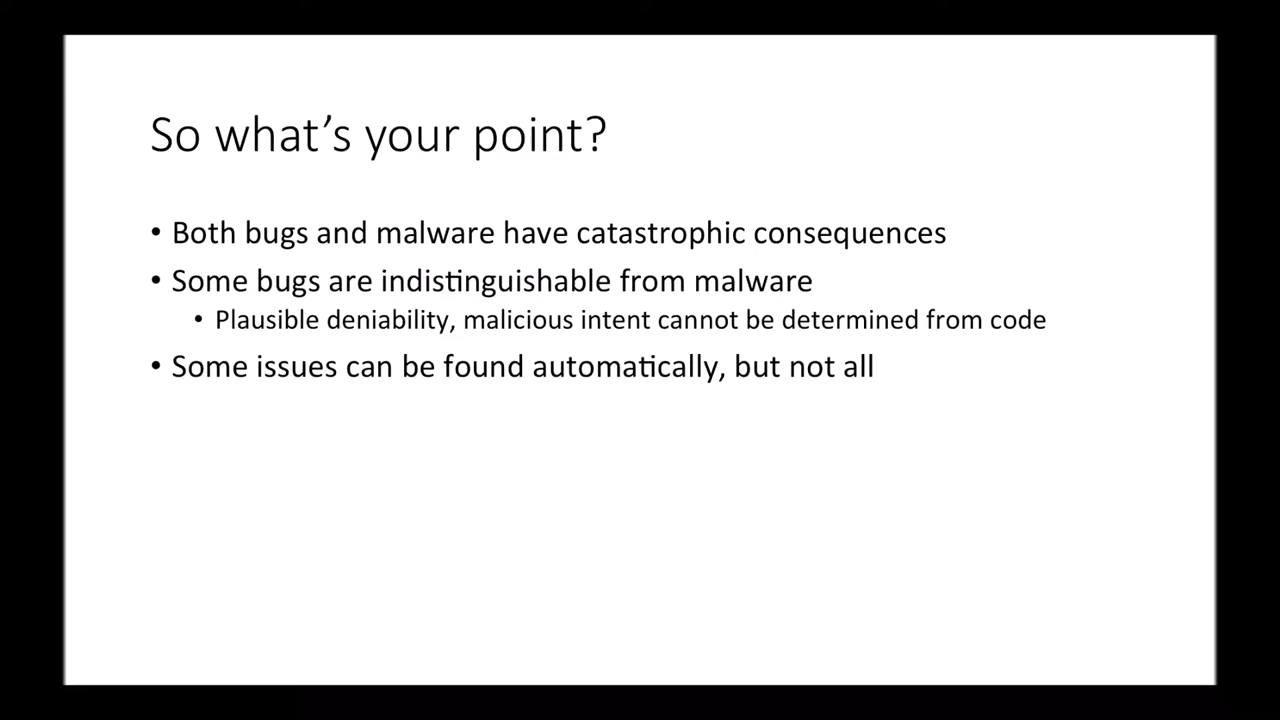 So what's your point?
• Both bugs and malware have catastrophic consequences
• Some bugs are indistinguishable from malware
• Plausible deniability, malicious intent cannot be determined from code
• Some issues can be found automatically, but not all